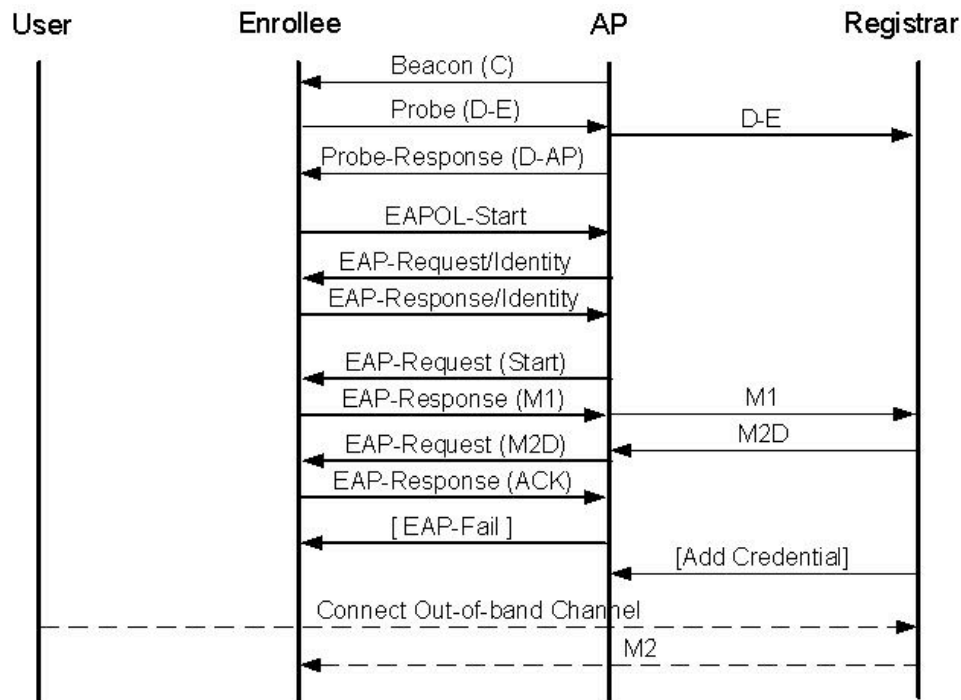 User Enrollee AP Registrar
Beacon (C)
Probe (D-E)
D-E
Probe-Response (D-AP)
EAPOL-Start
EAP-Request/Identity
EAP-Response/Identity
EAP-Request (Start)
EAP-Response (M1) M1
EAP-Request (M2D) M2D
EAP-Response (ACK)
[ EAP-Fail ]
[Add Credential]
Connect Out-of-band Channel
M2